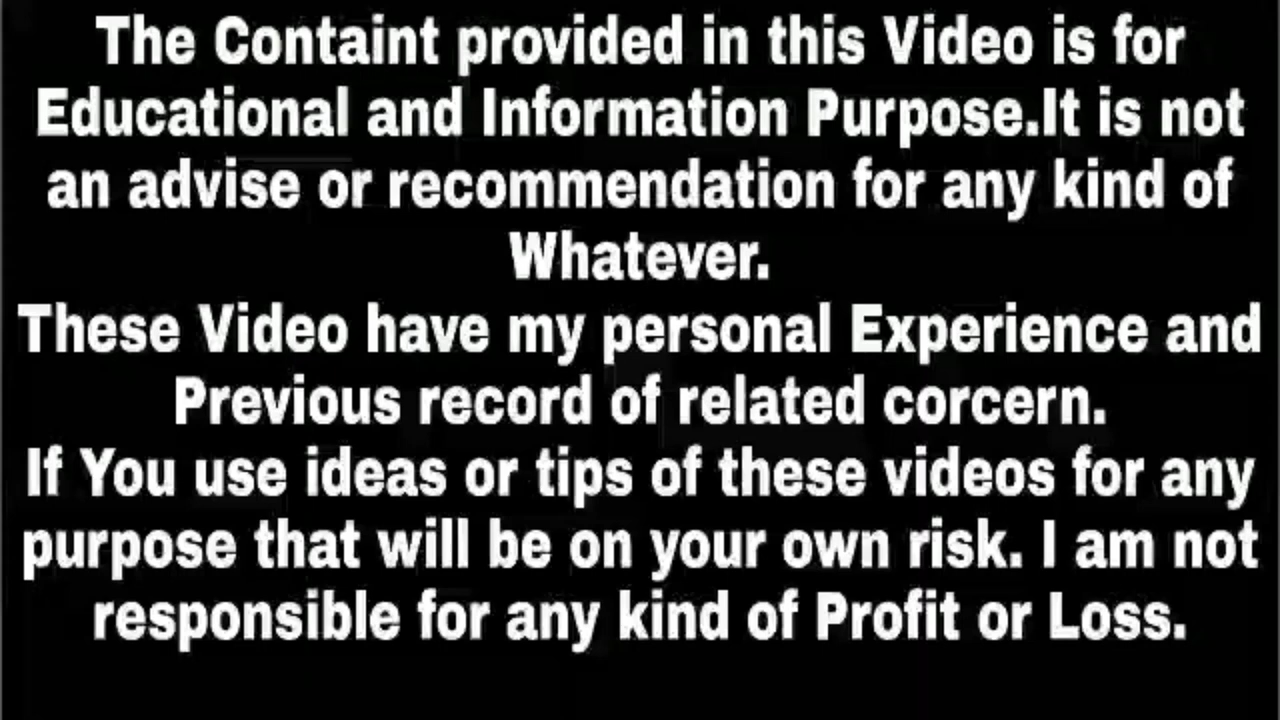 The Containt provided in this Video is for
Educational and Information Purpose.It is not
an advise or recommendation for any kind of
Whatever.
These Video have my personal Experience and
Previous record of related corcern.
If You use ideas or tips of these videos for any
purpose that will be on your own risk. I am not
responsible for any kind of Profit or Loss.